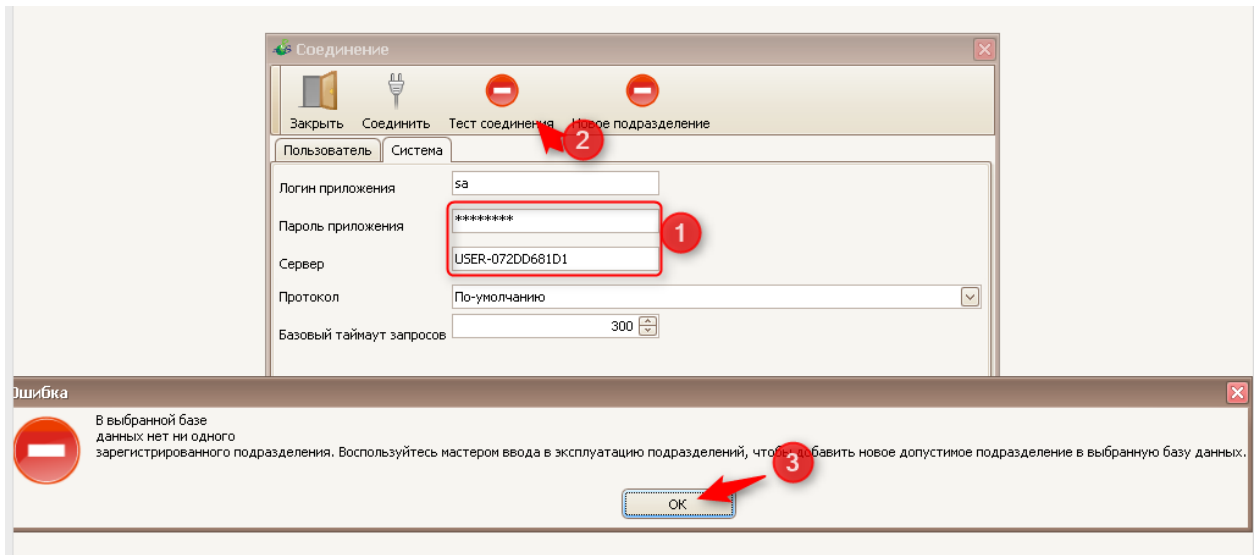 Соединение
Закрыть Соединить Тест соединения Новое подразделение
2
Пользователь Система
Логин приложения sa
Пароль приложения ********
1
Сервер USER-072DD681D1
Протокол По-умолчанию
Базовый таймаут запросов 300
Ошибка
В выбранной базе
данных нет ни одного
зарегистрированного подразделения. Воспользуйтесь мастером ввода в эксплуатацию подразделений, чтобы добавить новое допустимое подразделение в выбранную базу данных.
3
ОК